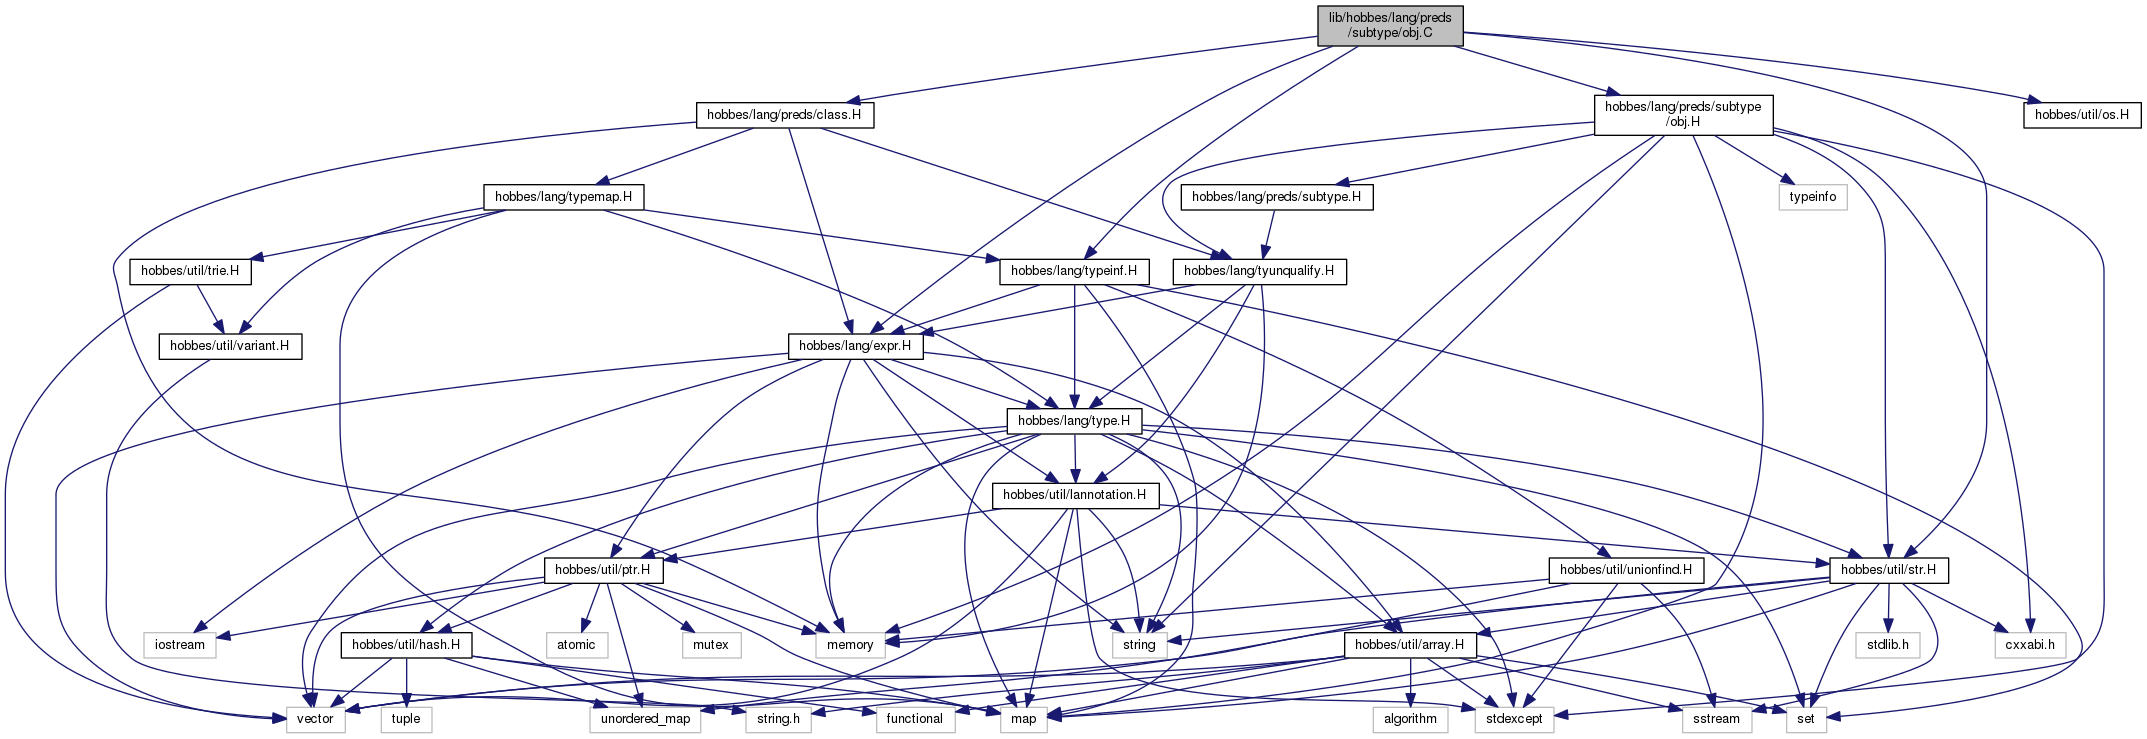 lib/hobbes/lang/preds
/subtype/obj.C
hobbes/lang/preds/class.H
hobbes/lang/preds/subtype
/obj.H
hobbes/util/os.H
hobbes/lang/typemap.H
hobbes/lang/preds/subtype.H
typeinfo
hobbes/util/trie.H
hobbes/lang/typeinf.H
hobbes/lang/tyunqualify.H
hobbes/util/variant.H
hobbes/lang/expr.H
hobbes/lang/type.H
hobbes/util/lannotation.H
hobbes/util/ptr.H
hobbes/util/unionfind.H
hobbes/util/str.H
iostream
hobbes/util/hash.H
atomic
mutex
memory
string
hobbes/util/array.H
stdlib.h
cxxabi.h
vector
tuple
unordered_map
string.h
functional
map
algorithm
stdexcept
sstream
set